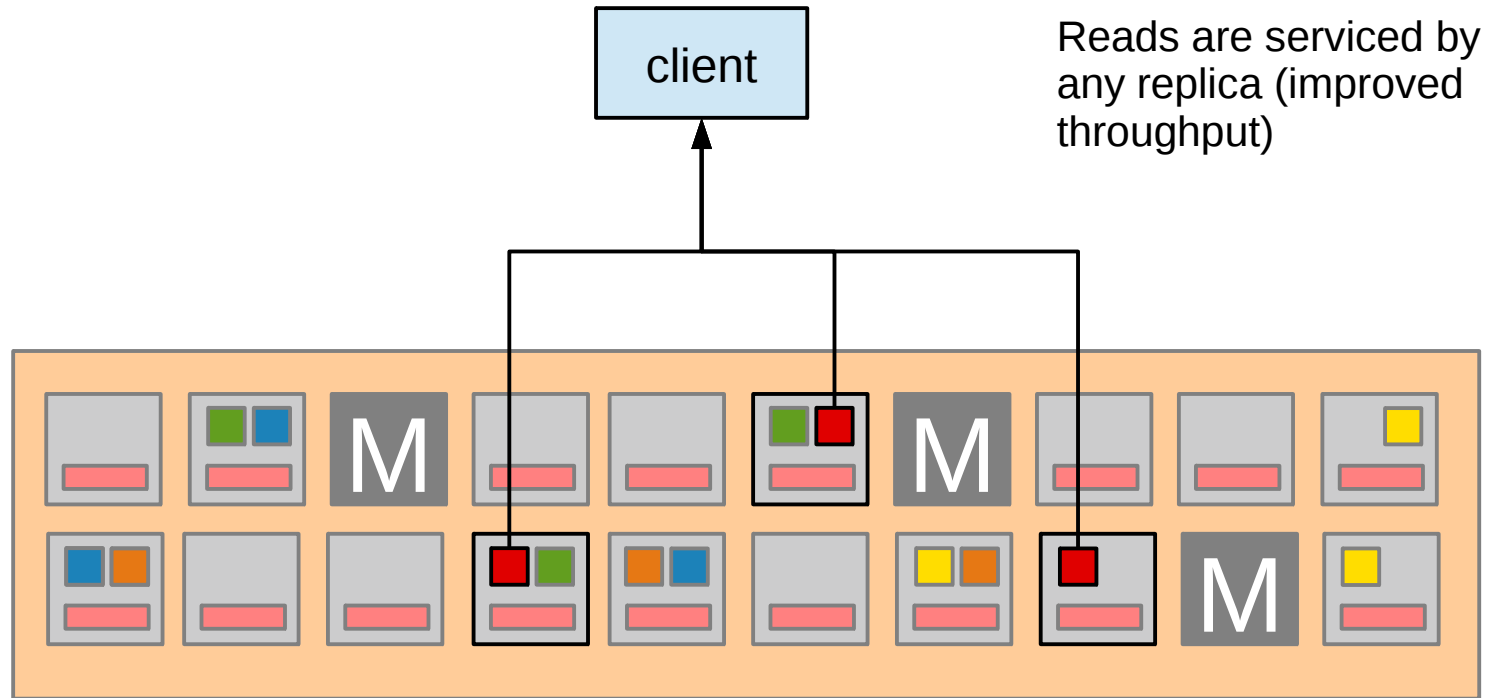 client
Reads are serviced by
any replica (improved
throughput)
M
M
M